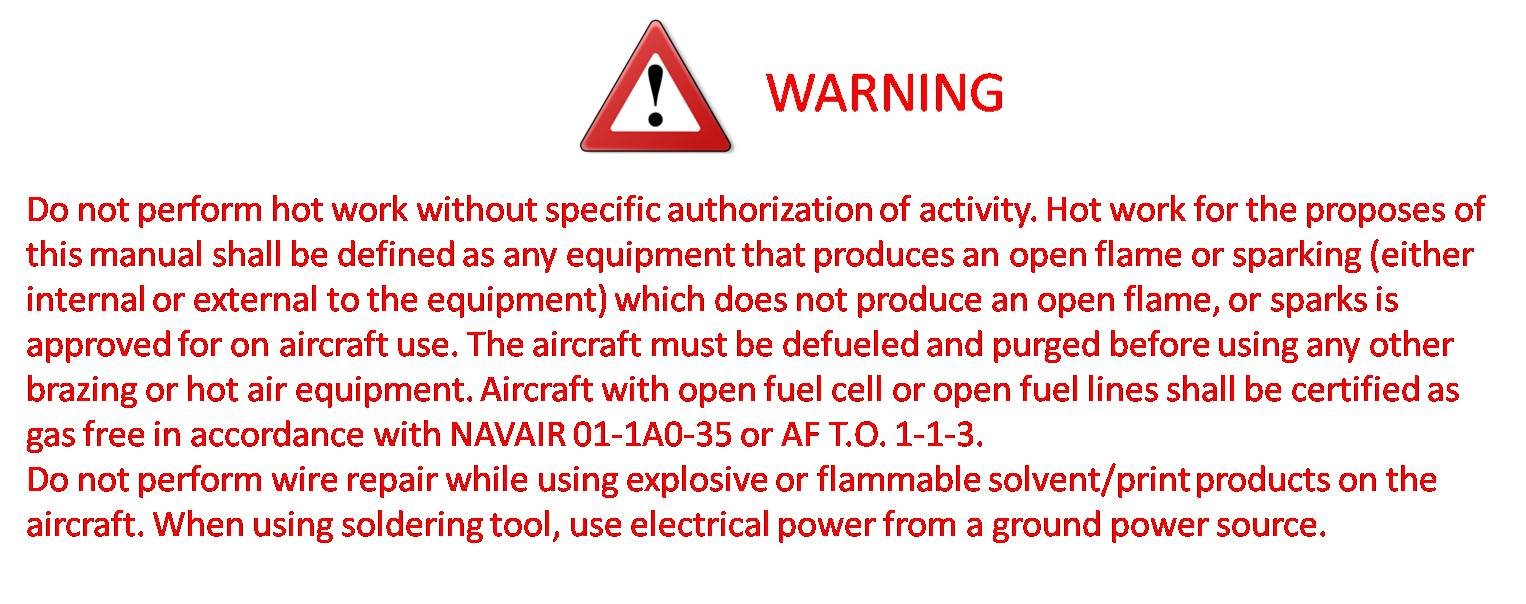 WARNING
Do not perform hot work without specific authorization of activity. Hot work for the proposes of
this manual shall be defined as any equipment that produces an open flame or sparking (either
internal or external to the equipment) which does not produce an open flame, or sparks is
approved for on aircraft use. The aircraft must be defueled and purged before using any other
brazing or hot air equipment. Aircraft with open fuel cell or open fuel lines shall be certified as
gas free in accordance with NAVAIR 01-1A0-35 or AF T.O. 1-1-3.
Do not perform wire repair while using explosive or flammable solvent/print products on the
aircraft. When using soldering tool, use electrical power from a ground power source.